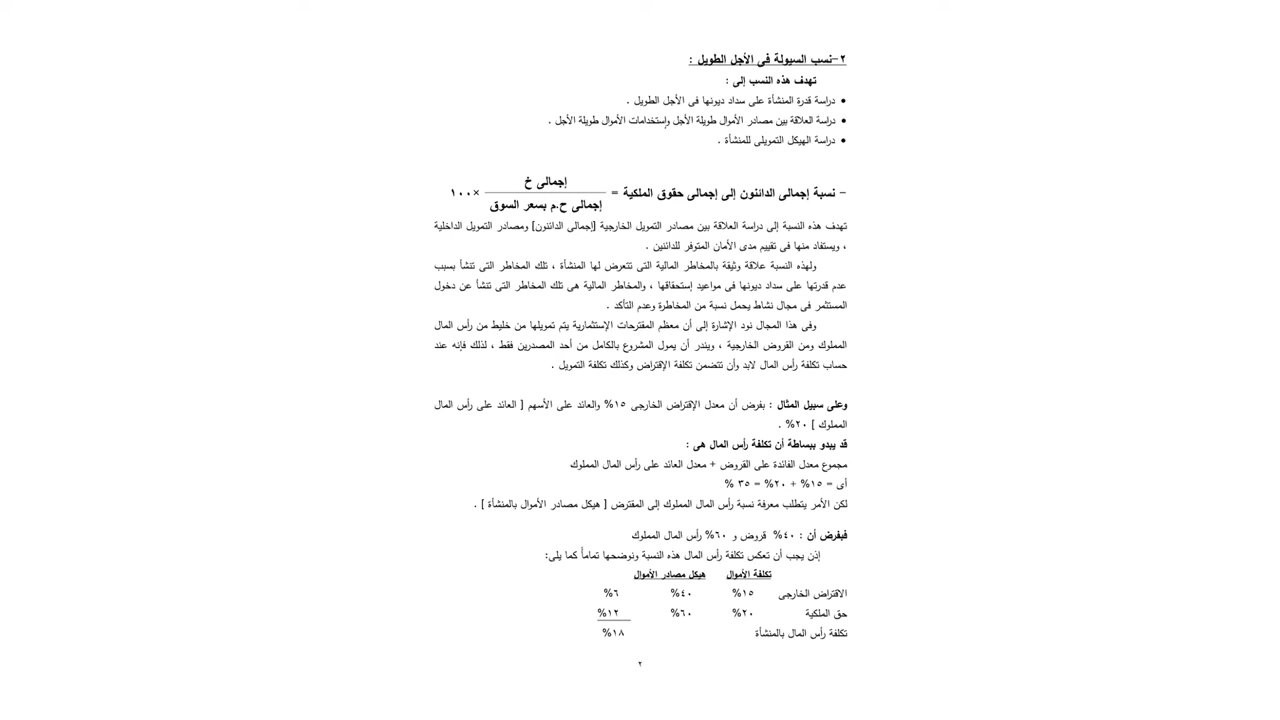 ٢-نسب السيولة فى الأجل الطويل :
تهدف هذه النسب إلى :
• دراسة قدرة المنشأة على سداد ديونها فى الأجل الطويل .
• دراسة العلاقة بين مصادر الأموال طويلة الأجل وإستخدامات الأموال طويلة الأجل .
• دراسة الهيكل التمويلى للمنشأة .
إجمالى خ
- نسبة إجمالى الدائنون إلى إجمالى حقوق الملكية = ×١٠٠
إجمالى ح.م بسعر السوق
تهدف هذه النسبة إلى دراسة العلاقة بين مصادر التمويل الخارجية [إجمالى الدائنون] ومصادر التمويل الداخلية
، ويستفاد منها فى تقييم مدى الأمان المتوفر للدائنين .
ولهذه النسبة علاقة وثيقة بالمخاطر المالية التى تتعرض لها المنشأة ، تلك المخاطر التى تنشأ بسبب
عدم قدرتها على سداد ديونها فى مواعيد إستحقاقها ، والمخاطر المالية هى تلك المخاطر التى تنشأ عن دخول
المستثمر فى مجال نشاط يحمل نسبة من المخاطرة وعدم التأكد .
وفى هذا المجال نود الإشارة إلى أن معظم المقترحات الإستثمارية يتم تمويلها من خليط من رأس المال
المملوك ومن القروض الخارجية ، ويندر أن يمول المشروع بالكامل من أحد المصدرين فقط ، لذلك فإنه عند
حساب تكلفة رأس المال لابد وأن تتضمن تكلفة الإقتراض وكذلك تكلفة التمويل .
وعلى سبيل المثال : بفرض أن معدل الإقتراض الخارجى ١٥% والعائد على الأسهم [ العائد على رأس المال
المملوك ] ٢٠% .
قد يبدو ببساطة أن تكلفة رأس المال هى :
مجموع معدل الفائدة على القروض + معدل العائد على رأس المال المملوك
أى = ١٥% + ٢٠% = ٣٥ %
لكن الأمر يتطلب معرفة نسبة رأس المال المملوك إلى المقترض [ هيكل مصادر الأموال بالمنشأة ] .
فبفرض أن : ٤٠% قروض و ٦٠% رأس المال المملوك
إذن يجب أن تعكس تكلفة رأس المال هذه النسبة ونوضحها تماماً كما يلى:
تكلفة الأموال هيكل مصادر الأموال
الاقتراض الخارجى ١٥% ٤٠% ٦%
حق الملكية ٢٠% ٦٠% ١٢%
تكلفة رأس المال بالمنشأة ١٨%
٢